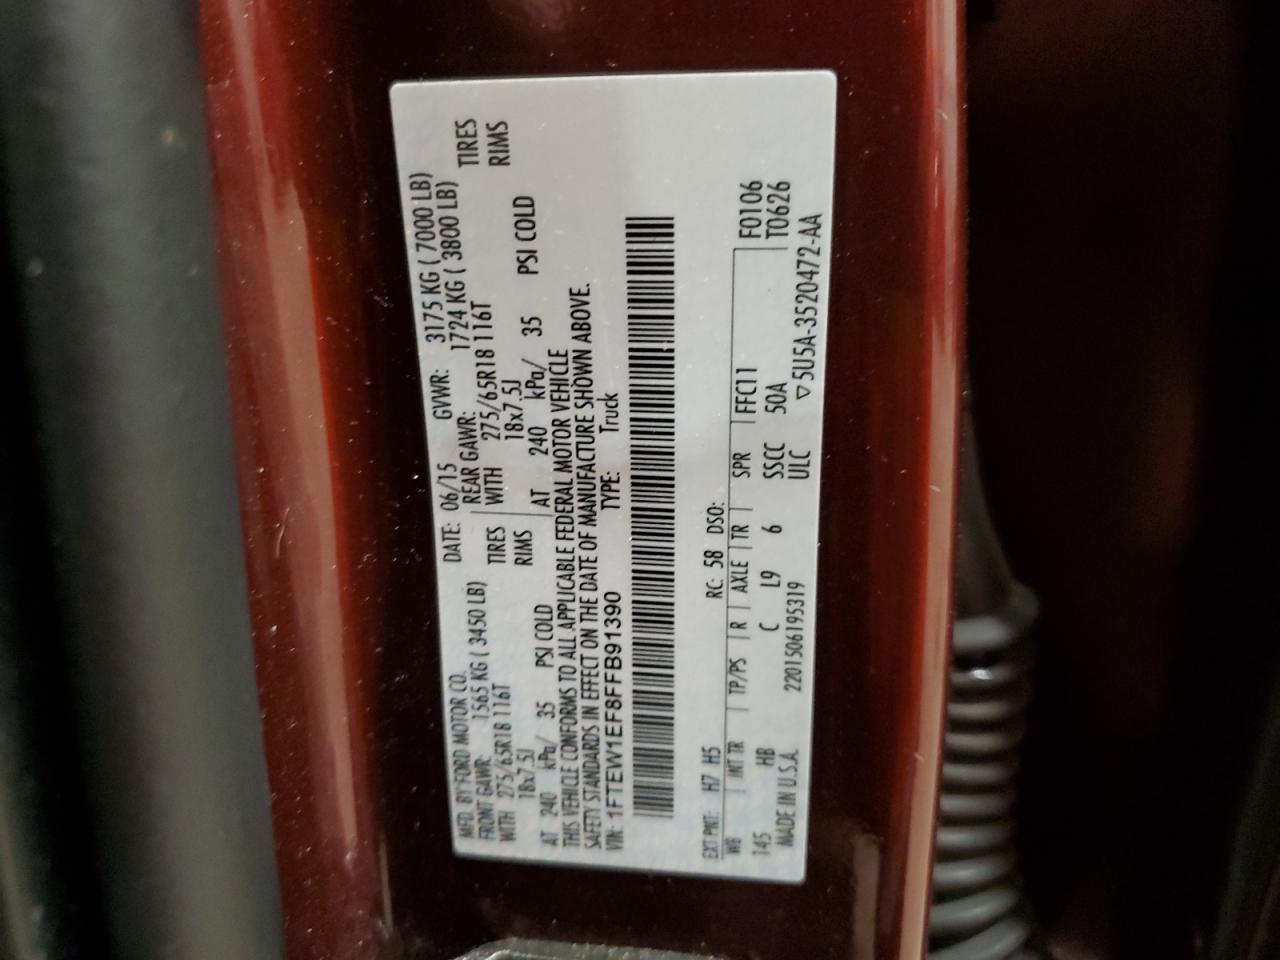 MFD. BY FORD MOTOR CO.
DATE: 06/15 GVWR: 3175 KG ( 7000 LB)
FRONT GAWR: 1565 KG ( 3450 LB) REAR GAWR: 1724 KG ( 3800 LB)
WITH 275/65R18 116T TIRES WITH 275/65R18 116T TIRES
18x7.5J RIMS 18x7.5J RIMS
AT 240 kPa/ 35 PSI COLD AT 240 kPa/ 35 PSI COLD
THIS VEHICLE CONFORMS TO ALL APPLICABLE FEDERAL MOTOR VEHICLE
SAFETY STANDARDS IN EFFECT ON THE DATE OF MANUFACTURE SHOWN ABOVE.
VIN: 1FTEW1EF8FFB91390 TYPE: Truck
EXT PNT: H7 H5 RC: 58 DSO:
WB INT TR TP/PS R AXLE TR SPR FFC11 F0106
145 HB C L9 6 SSCC 50A T0626
MADE IN U.S.A. 2201506195319 ULC ▽5U5A-3520472-AA